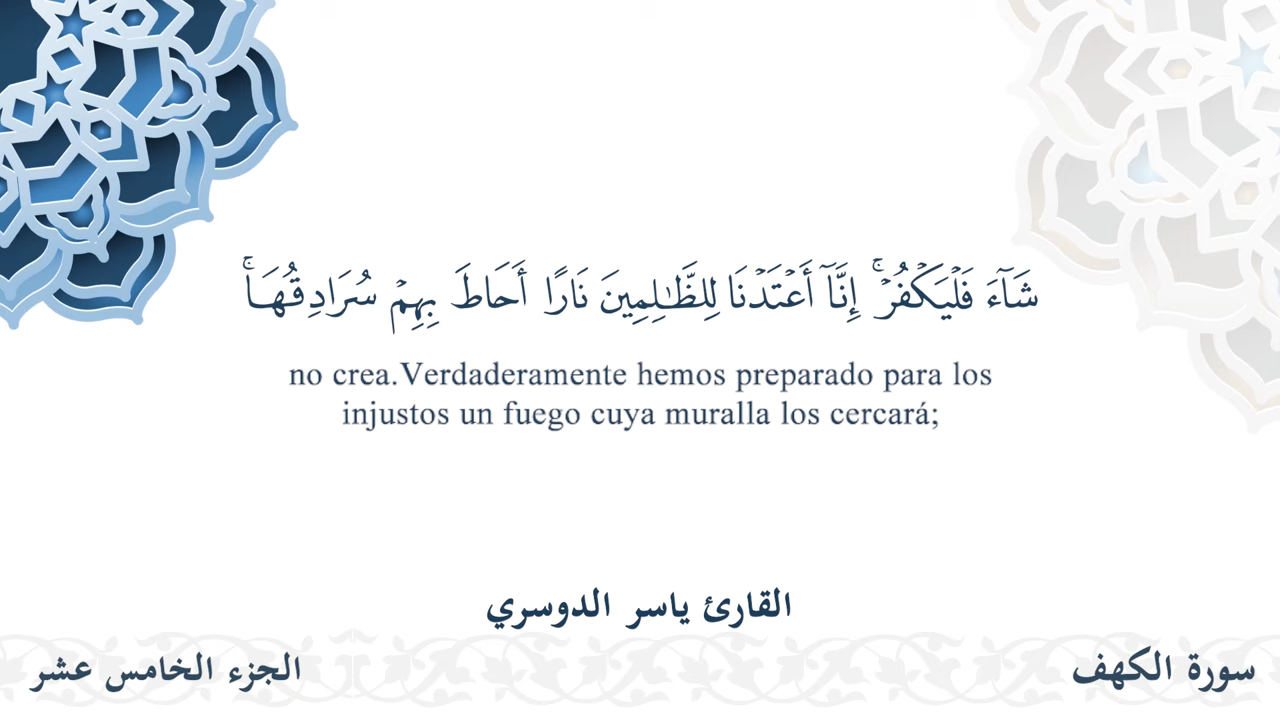 شَآءَ فَلْيَكْفُرْۚ إِنَّآ أَعْتَدْنَا لِلظَّٰلِمِينَ نَارًا أَحَاطَ بِهِمْ سُرَادِقُهَاۚ
no crea.Verdaderamente hemos preparado para los
injustos un fuego cuya muralla los cercará;
القارئ ياسر الدوسري
سورة الكهف
الجزء الخامس عشر